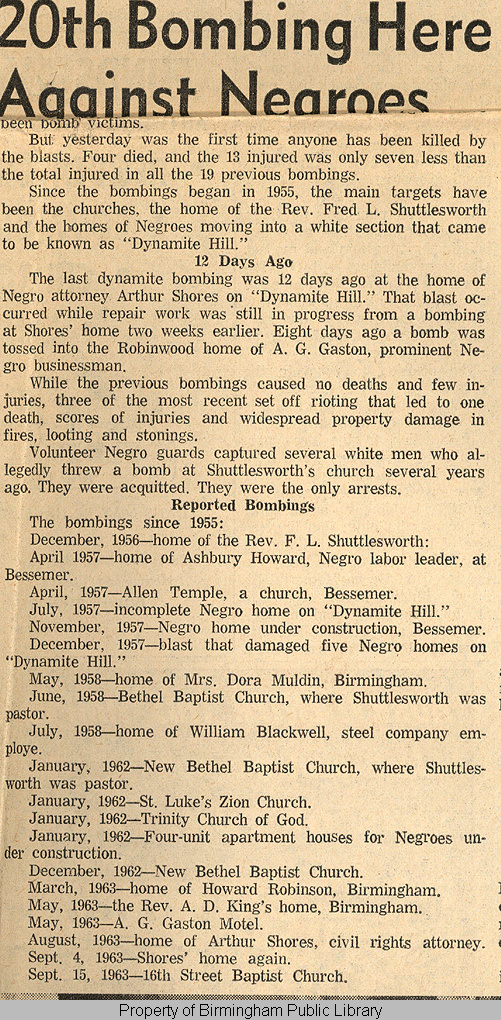 20th Bombing Here
Against Negroes
been bomb victims.
But yesterday was the first time anyone has been killed by
the blasts. Four died, and the 13 injured was only seven less than
the total injured in all the 19 previous bombings.
Since the bombings began in 1955, the main targets have
been the churches, the home of the Rev. Fred L. Shuttlesworth
and the homes of Negroes moving into a white section that came
to be known as "Dynamite Hill."
12 Days Ago
The last dynamite bombing was 12 days ago at the home of
Negro attorney Arthur Shores on "Dynamite Hill." That blast oc-
curred while repair work was still in progress from a bombing
at Shores' home two weeks earlier. Eight days ago a bomb was
tossed into the Robinwood home of A. G. Gaston, prominent Ne-
gro businessman.
While the previous bombings caused no deaths and few in-
juries, three of the most recent set off rioting that led to one
death, scores of injuries and widespread property damage in
fires, looting and stonings.
Volunteer Negro guards captured several white men who al-
legedly threw a bomb at Shuttlesworth's church several years
ago. They were acquitted. They were the only arrests.
Reported Bombings
The bombings since 1955:
December, 1956—home of the Rev. F. L. Shuttlesworth:
April 1957—home of Ashbury Howard, Negro labor leader, at
Bessemer.
April, 1957—Allen Temple, a church, Bessemer.
July, 1957—incomplete Negro home on "Dynamite Hill."
November, 1957—Negro home under construction, Bessemer.
December, 1957—blast that damaged five Negro homes on
"Dynamite Hill."
May, 1958—home of Mrs. Dora Muldin, Birmingham.
June, 1958—Bethel Baptist Church, where Shuttlesworth was
pastor.
July, 1958—home of William Blackwell, steel company em-
ploye.
January, 1962—New Bethel Baptist Church, where Shuttles-
worth was pastor.
January, 1962—St. Luke's Zion Church.
January, 1962—Trinity Church of God.
January, 1962—Four-unit apartment houses for Negroes un-
der construction.
December, 1962—New Bethel Baptist Church.
March, 1963—home of Howard Robinson, Birmingham.
May, 1963—the Rev. A. D. King's home, Birmingham.
May, 1963—A. G. Gaston Motel.
August, 1963—home of Arthur Shores, civil rights attorney.
Sept. 4, 1963—Shores' home again.
Sept. 15, 1963—16th Street Baptist Church.
Property of Birmingham Public Library